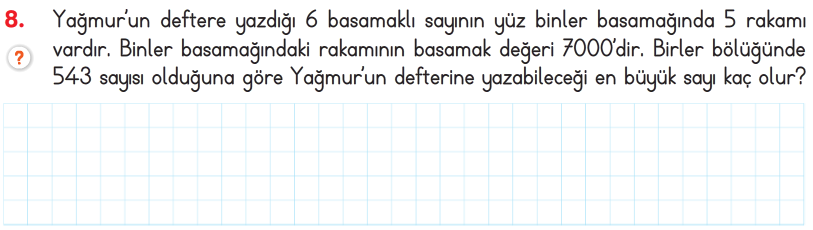 8. Yağmur'un deftere yazdığı 6 basamaklı sayının yüz binler basamağında 5 rakamı
? vardır. Binler basamağındaki rakamının basamak değeri 7000'dir. Birler bölüğünde
543 sayısı olduğuna göre Yağmur'un defterine yazabileceği en büyük sayı kaç olur?